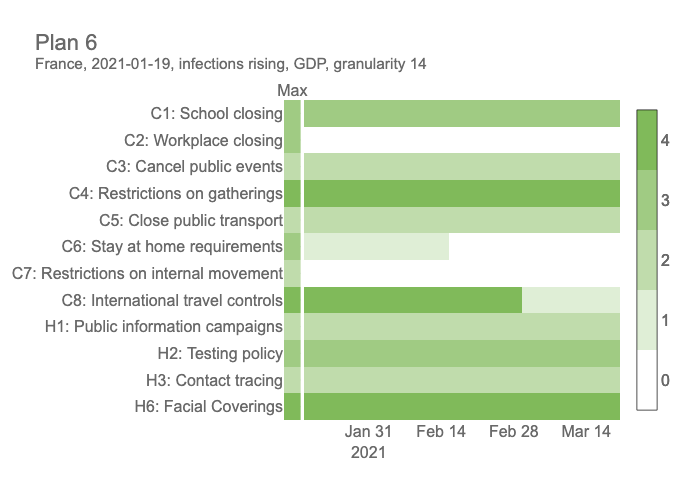 Plan 6
France, 2021-01-19, infections rising, GDP, granularity 14
Max
C1: School closing
C2: Workplace closing
C3: Cancel public events
C4: Restrictions on gatherings
C5: Close public transport
C6: Stay at home requirements
C7: Restrictions on internal movement
C8: International travel controls
H1: Public information campaigns
H2: Testing policy
H3: Contact tracing
H6: Facial Coverings
Jan 31 Feb 14 Feb 28 Mar 14
2021
4
3
2
1
0